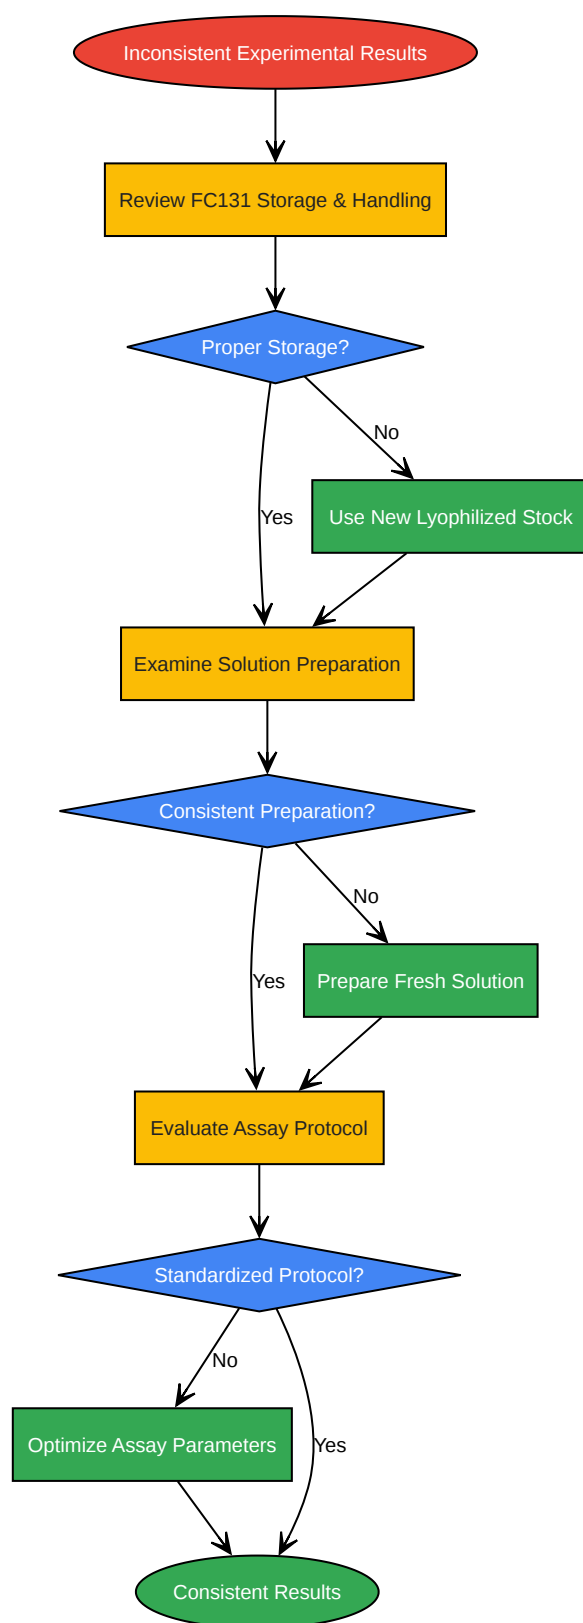 Inconsistent Experimental Results
Review FC131 Storage & Handling
Proper Storage?
No
Yes
Use New Lyophilized Stock
Examine Solution Preparation
Consistent Preparation?
No
Yes
Prepare Fresh Solution
Evaluate Assay Protocol
Standardized Protocol?
No
Optimize Assay Parameters
Yes
Consistent Results